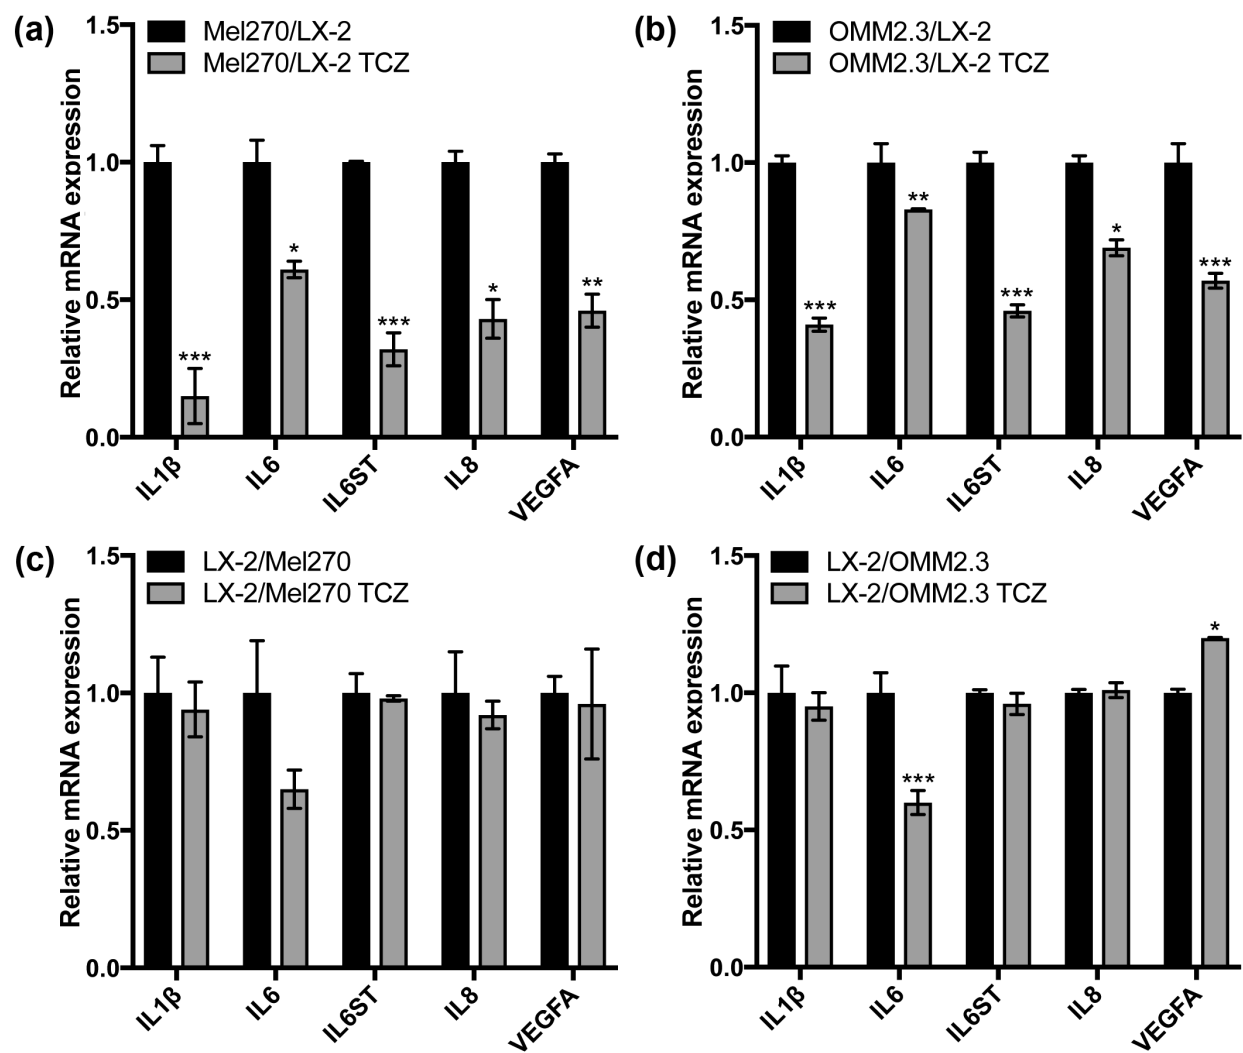 (a)
Mel270/LX-2
Mel270/LX-2 TCZ
Relative mRNA expression
1.5
1.0
0.5
0.0
***
*
***
*
**
IL1β
IL6
IL6ST
IL8
VEGFA
(b)
OMM2.3/LX-2
OMM2.3/LX-2 TCZ
Relative mRNA expression
1.5
1.0
0.5
0.0
***
**
***
*
***
IL1β
IL6
IL6ST
IL8
VEGFA
(c)
LX-2/Mel270
LX-2/Mel270 TCZ
Relative mRNA expression
1.5
1.0
0.5
0.0
IL1β
IL6
IL6ST
IL8
VEGFA
(d)
LX-2/OMM2.3
LX-2/OMM2.3 TCZ
Relative mRNA expression
1.5
1.0
0.5
0.0
***
*
IL1β
IL6
IL6ST
IL8
VEGFA